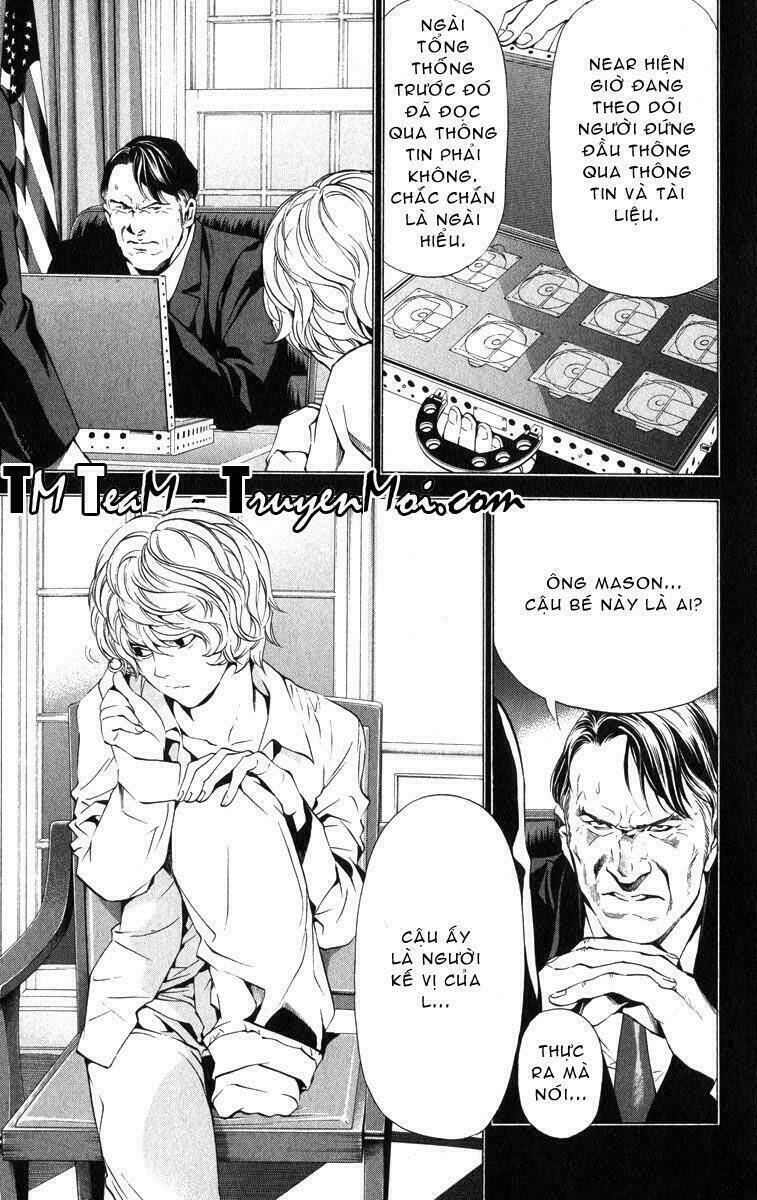 NEAR HIỆN
GIỜ ĐANG
THEO DÕI
NGƯỜI ĐỨNG
ĐẦU THÔNG
QUA THÔNG
TIN VÀ TÀI
LIỆU.
NGÀI
TỔNG
THỐNG
TRƯỚC ĐÓ
ĐÃ ĐỌC
QUA THÔNG
TIN PHẢI
KHÔNG.
CHẮC CHẮN
LÀ NGÀI
HIỂU.
TM TeaM - TruyenMoi.com
ÔNG MASON...
CẬU BÉ NÀY LÀ AI?
THỰC
RA MÀ
NÓI...
CẬU ẤY
LÀ NGƯỜI
KẾ VỊ CỦA
L...